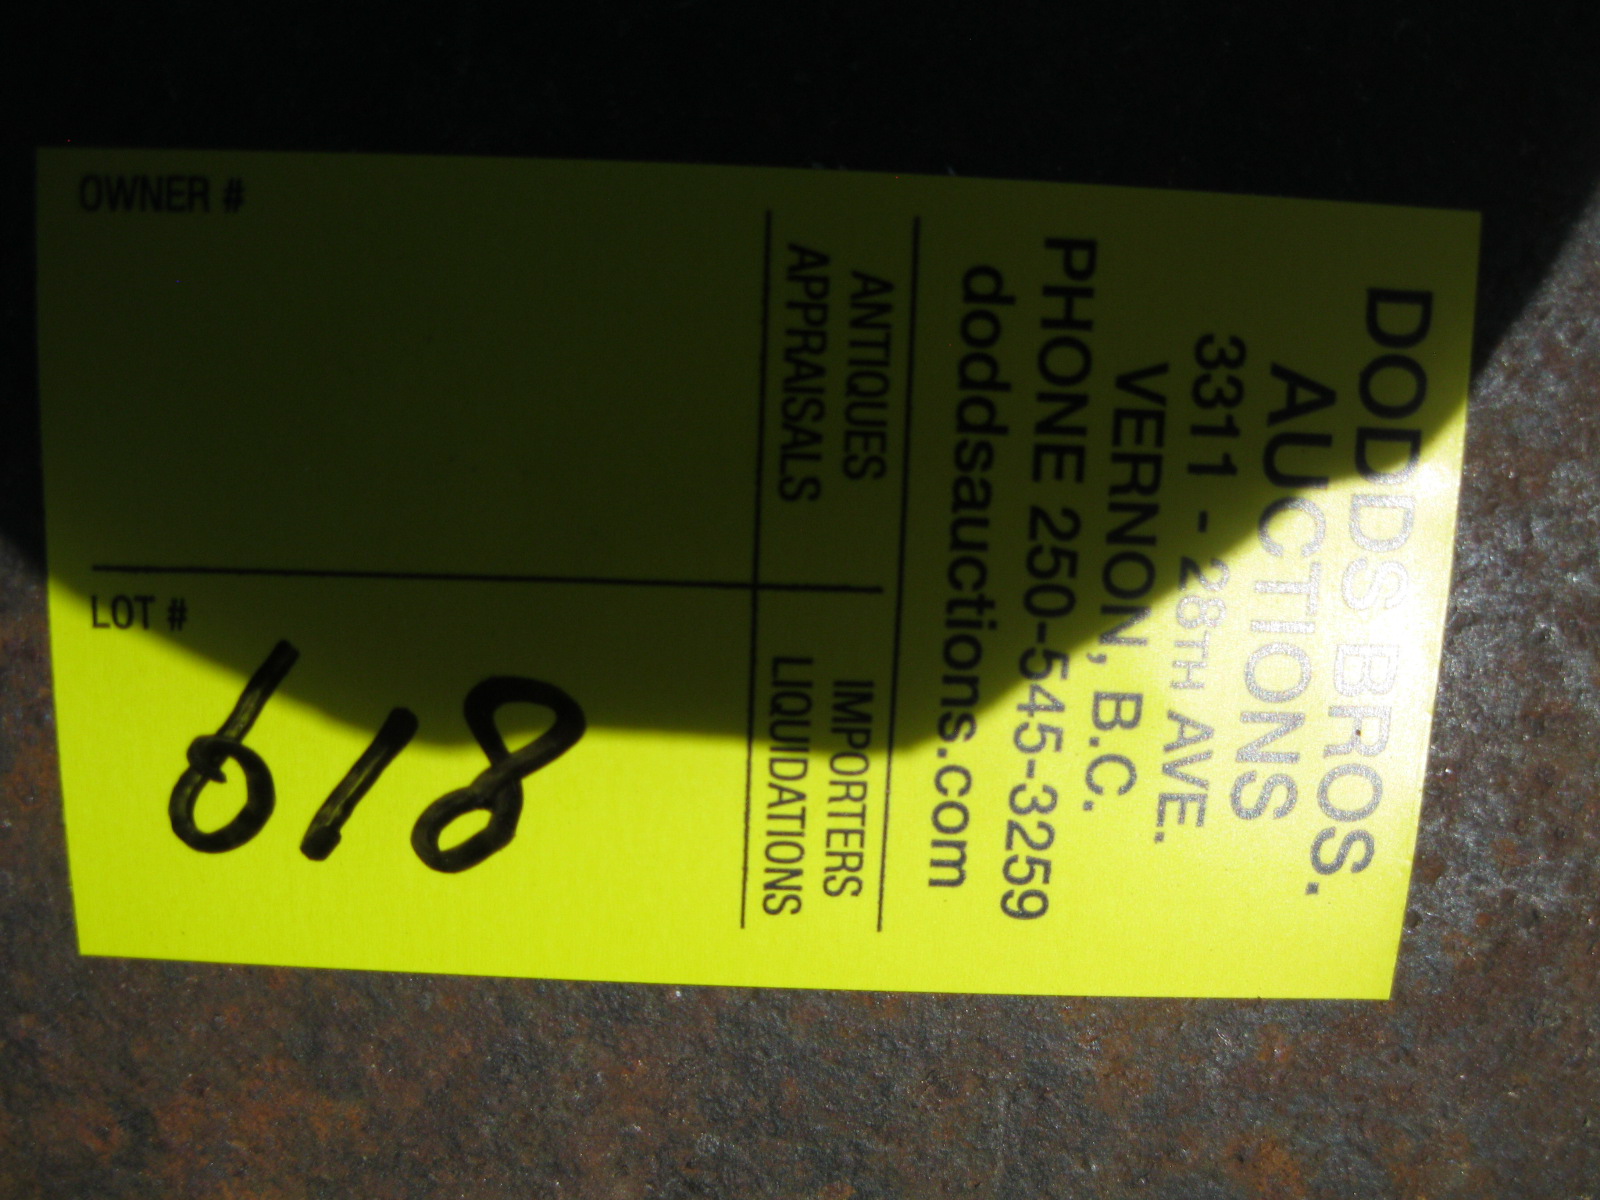 DODDS BROS.
AUCTIONS
3311 - 28TH AVE.
VERNON, B.C.
PHONE 250-545-3259
doddsauctions.com
ANTIQUES
APPRAISALS
IMPORTERS
LIQUIDATIONS
OWNER #
LOT #
618